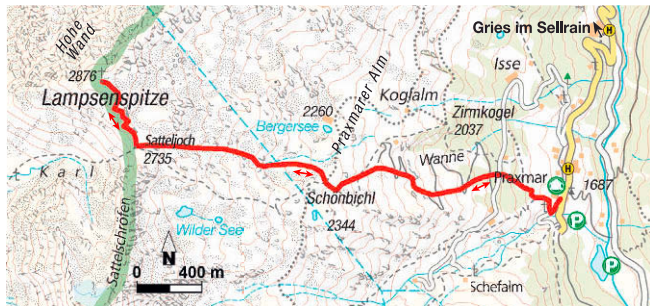 Gries im Sellrain
H
Hohe
Wand
2876
Lampsenspitze
Isse
Praxmarer Alm
Koglalm
2260
Bergersee
Zirmkogel
2037
Satteljoch
2735
Wanne
H
Karl
Praxmar
1687
Schönbichl
2344
Sattelschrofen
Wilder See
P
N
P
0 400 m
Schefalm